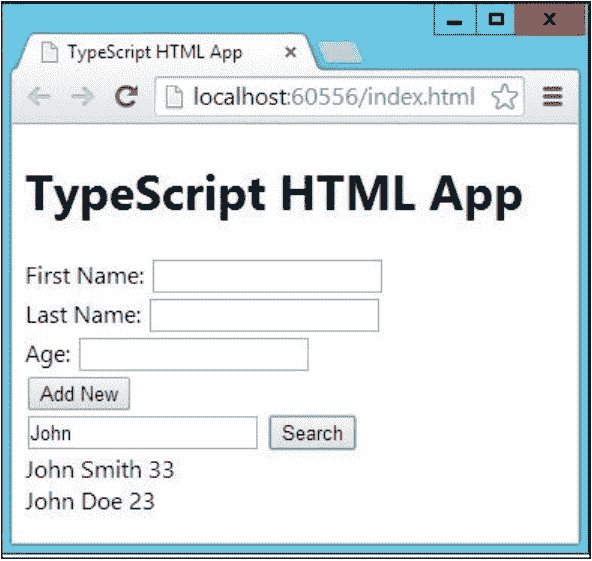 TypeScript HTML App
localhost:60556/index.html
TypeScript HTML App
First Name:
Last Name:
Age:
Add New
John Search
John Smith 33
John Doe 23